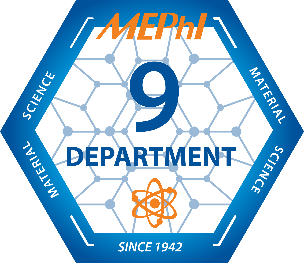 MEPhI
9
DEPARTMENT
MATERIAL SCIENCE
MATERIAL SCIENCE
SINCE 1942